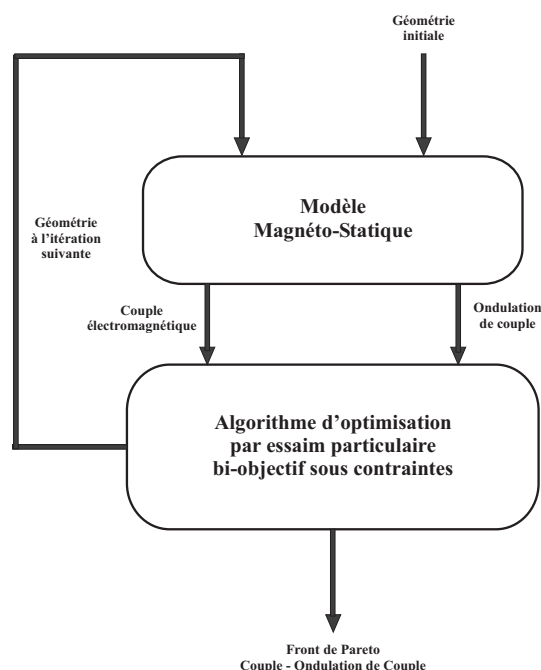 Géométrie
initiale
Modèle
Magnéto-Statique
Géométrie
à l'itération
suivante
Couple
électromagnétique
Ondulation
de couple
Algorithme d'optimisation
par essaim particulaire
bi-objectif sous contraintes
Front de Pareto
Couple - Ondulation de Couple